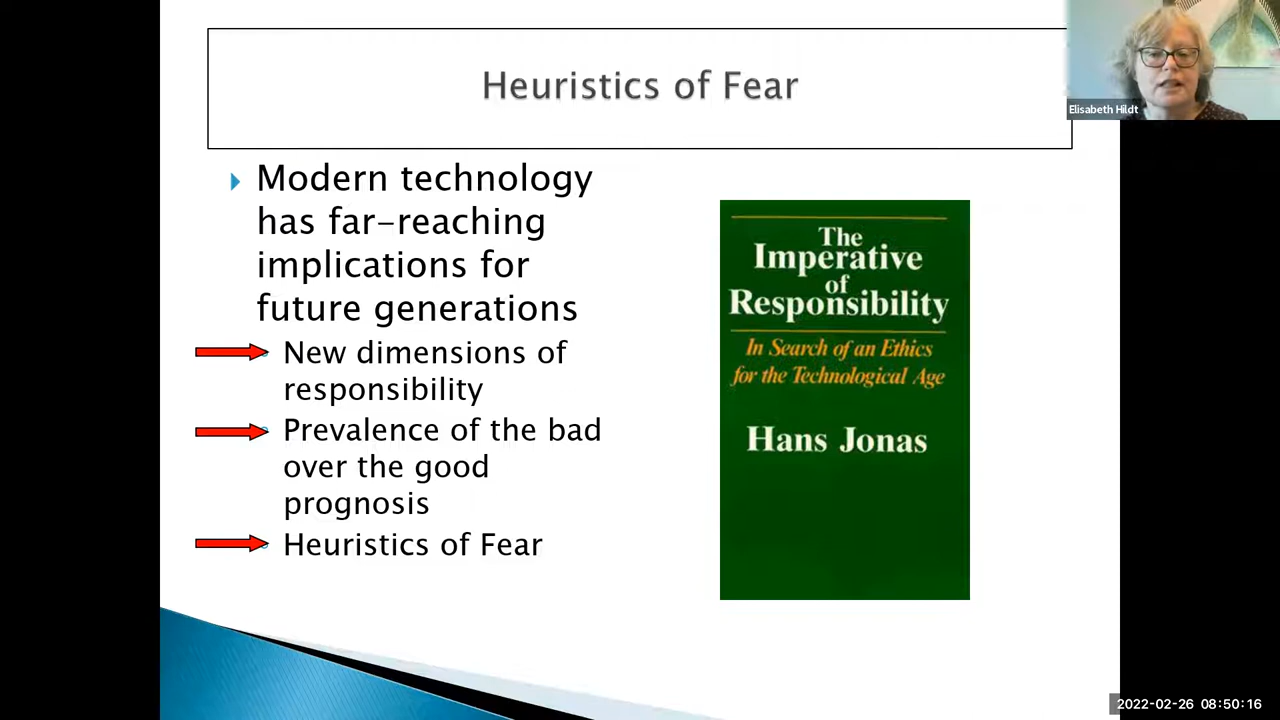 Heuristics of Fear
Elisabeth Hildt
Modern technology
has far-reaching
implications for
future generations
New dimensions of
responsibility
Prevalence of the bad
over the good
prognosis
Heuristics of Fear
The
Imperative
of
Responsibility
In Search of an Ethics
for the Technological Age
Hans Jonas
2022-02-26 08:50:16